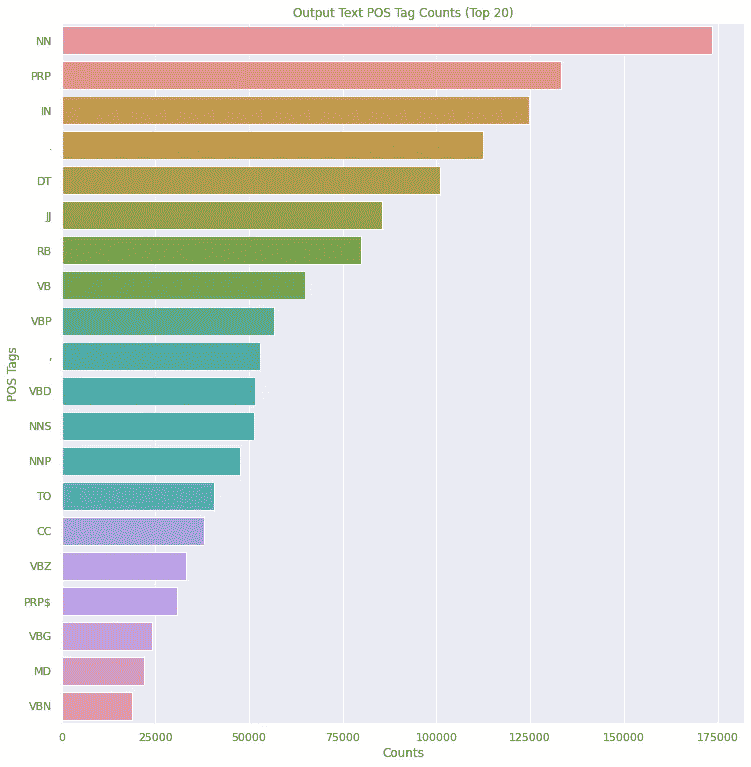 Output Text POS Tag Counts (Top 20)
NN
PRP
IN
.
DT
JJ
RB
VB
VBP
,
VBD
NNS
NNP
TO
CC
VBZ
PRP$
VBG
MD
VBN
POS Tags
0 25000 50000 75000 100000 125000 150000 175000
Counts